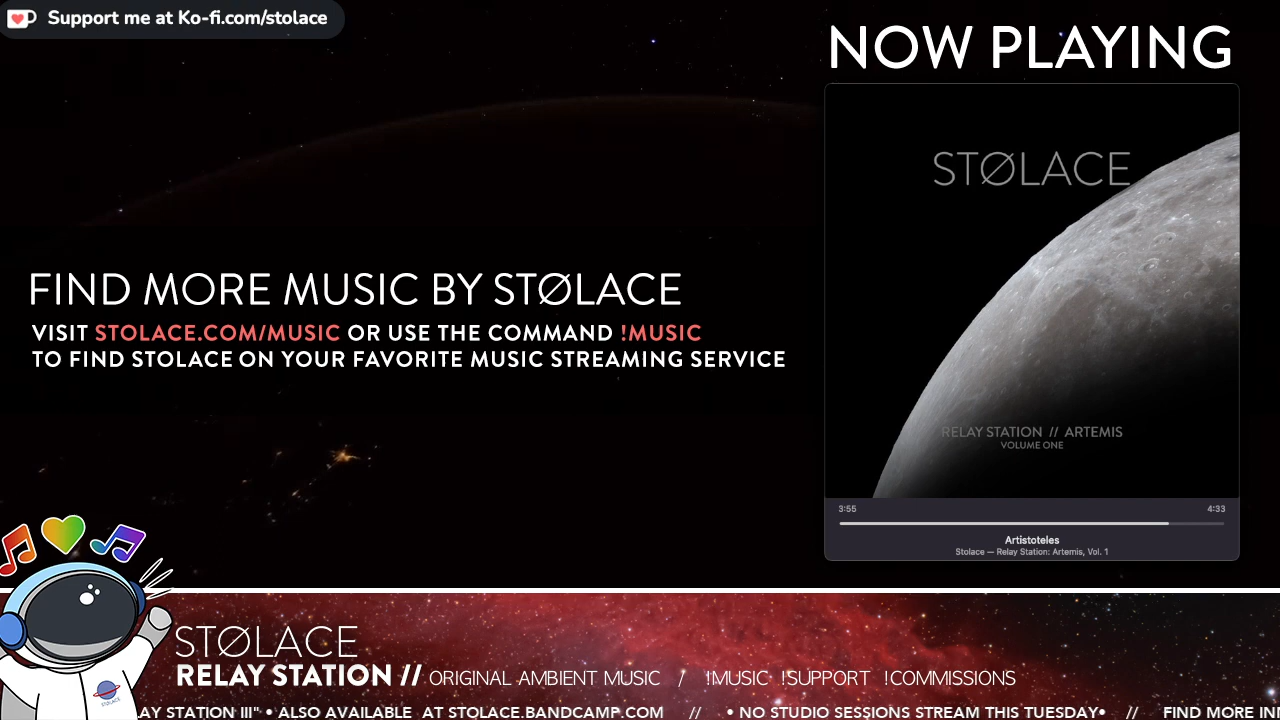 Support me at Ko-fi.com/stolace
NOW PLAYING
STØLACE
RELAY STATION // ARTEMIS
VOLUME ONE
3:55
4:33
Artistoteles
Stolace — Relay Station: Artemis, Vol. 1
FIND MORE MUSIC BY STØLACE
VISIT STOLACE.COM/MUSIC OR USE THE COMMAND !MUSIC
TO FIND STOLACE ON YOUR FAVORITE MUSIC STREAMING SERVICE
STØLACE
RELAY STATION // ORIGINAL AMBIENT MUSIC / !MUSIC !SUPPORT !COMMISSIONS
STØLACE
AY STATION III" • ALSO AVAILABLE AT STOLACE.BANDCAMP.COM // • NO STUDIO SESSIONS STREAM THIS TUESDAY• // FIND MORE IN